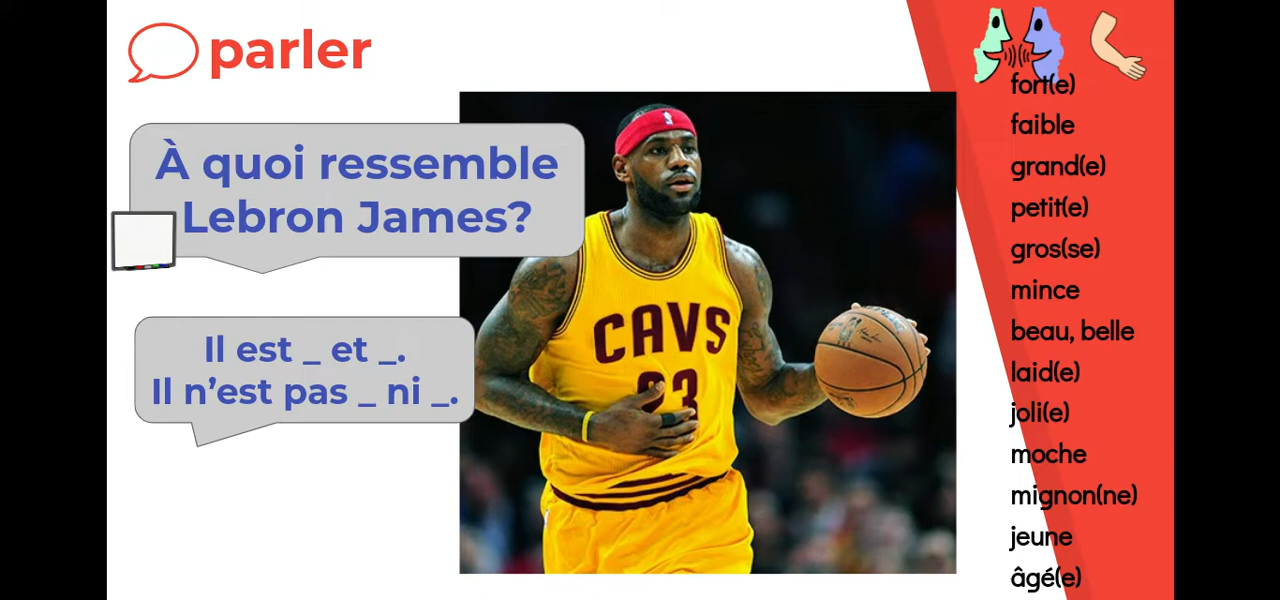 parler
À quoi ressemble
Lebron James?
Il est _ et _.
Il n'est pas _ ni _.
CAVS
23
fort(e)
faible
grand(e)
petit(e)
gros(se)
mince
beau, belle
laid(e)
joli(e)
moche
mignon(ne)
jeune
âgé(e)